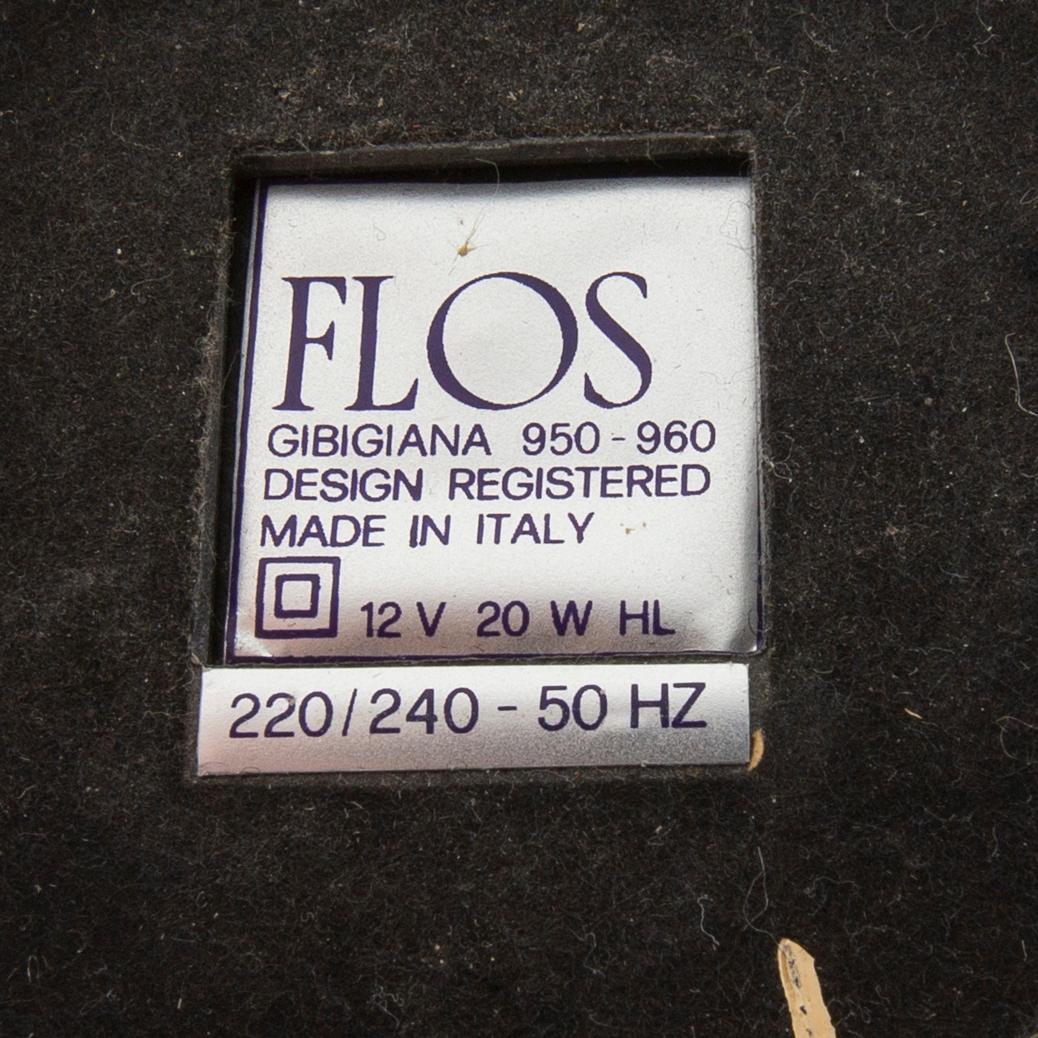 FLOS
GIBIGIANA 950 - 960
DESIGN REGISTERED
MADE IN ITALY
12 V 20 W HL
220/240 - 50 HZ